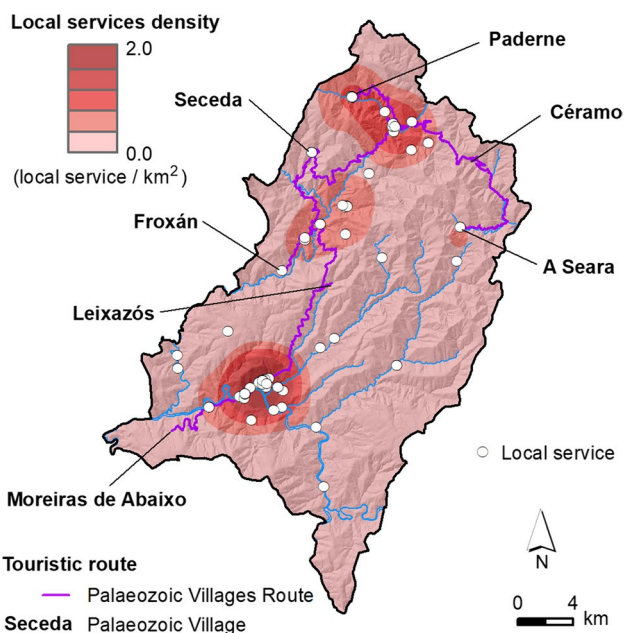 Local services density
2.0
0.0
(local service / km²)
Paderne
Seceda
Céramo
Froxán
A Seara
Leixazós
Local service
Moreiras de Abaixo
N
Touristic route
Palaeozoic Villages Route
Seceda Palaeozoic Village
0 4
km